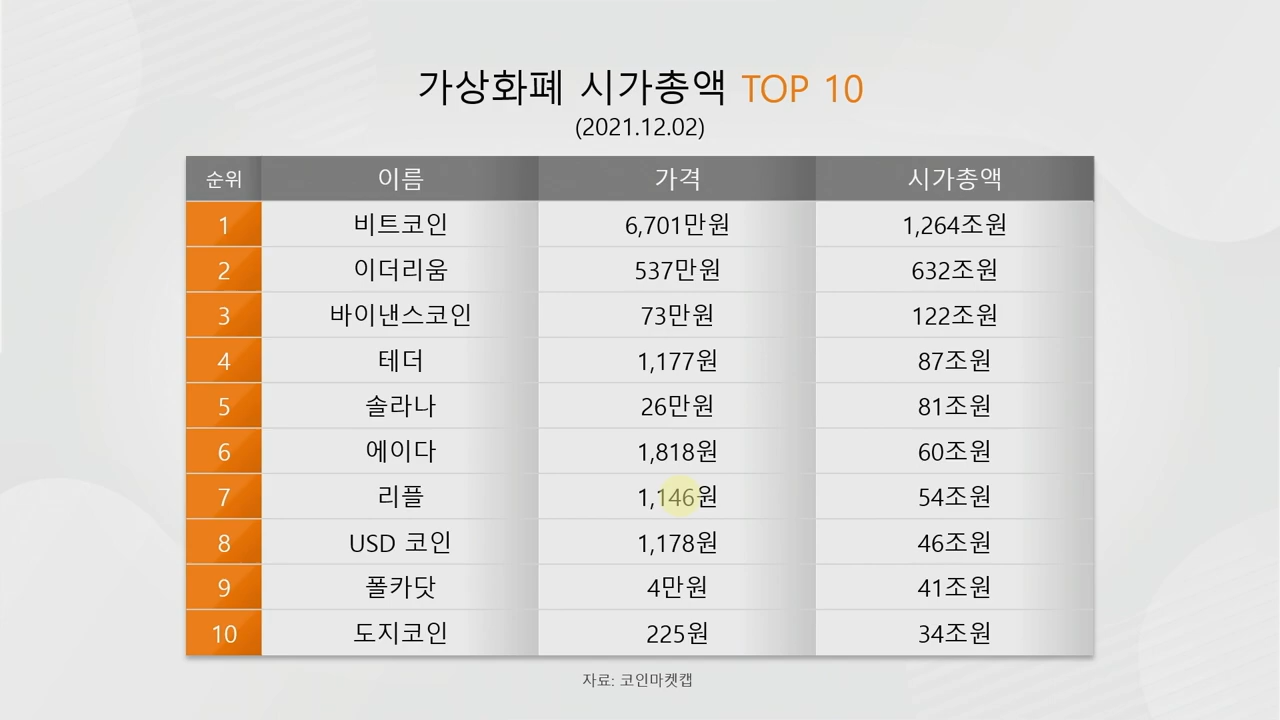 가상화폐 시가총액 TOP 10
(2021.12.02)
순위 이름 가격 시가총액
1 비트코인 6,701만원 1,264조원
2 이더리움 537만원 632조원
3 바이낸스코인 73만원 122조원
4 테더 1,177원 87조원
5 솔라나 26만원 81조원
6 에이다 1,818원 60조원
7 리플 1,146원 54조원
8 USD 코인 1,178원 46조원
9 폴카닷 4만원 41조원
10 도지코인 225원 34조원
자료: 코인마켓캡